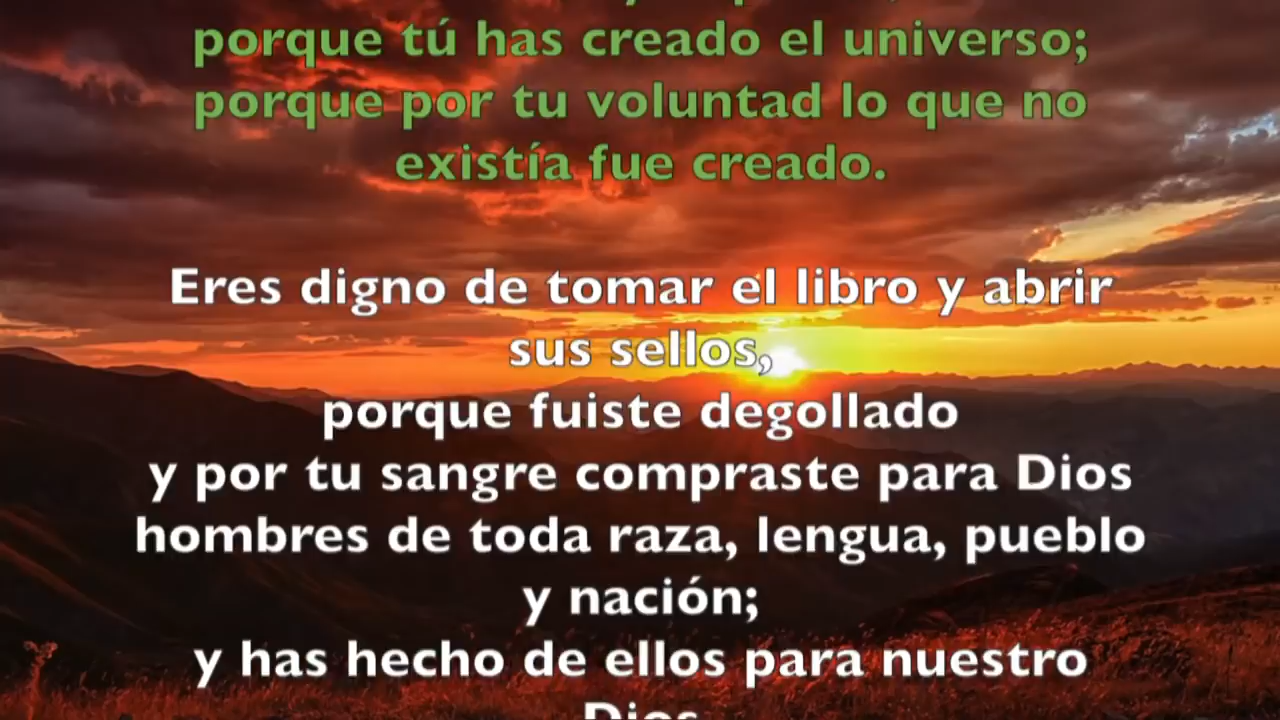 porque tú has creado el universo;
porque por tu voluntad lo que no
existía fue creado.
Eres digno de tomar el libro y abrir
sus sellos,
porque fuiste degollado
y por tu sangre compraste para Dios
hombres de toda raza, lengua, pueblo
y nación;
y has hecho de ellos para nuestro
Dios